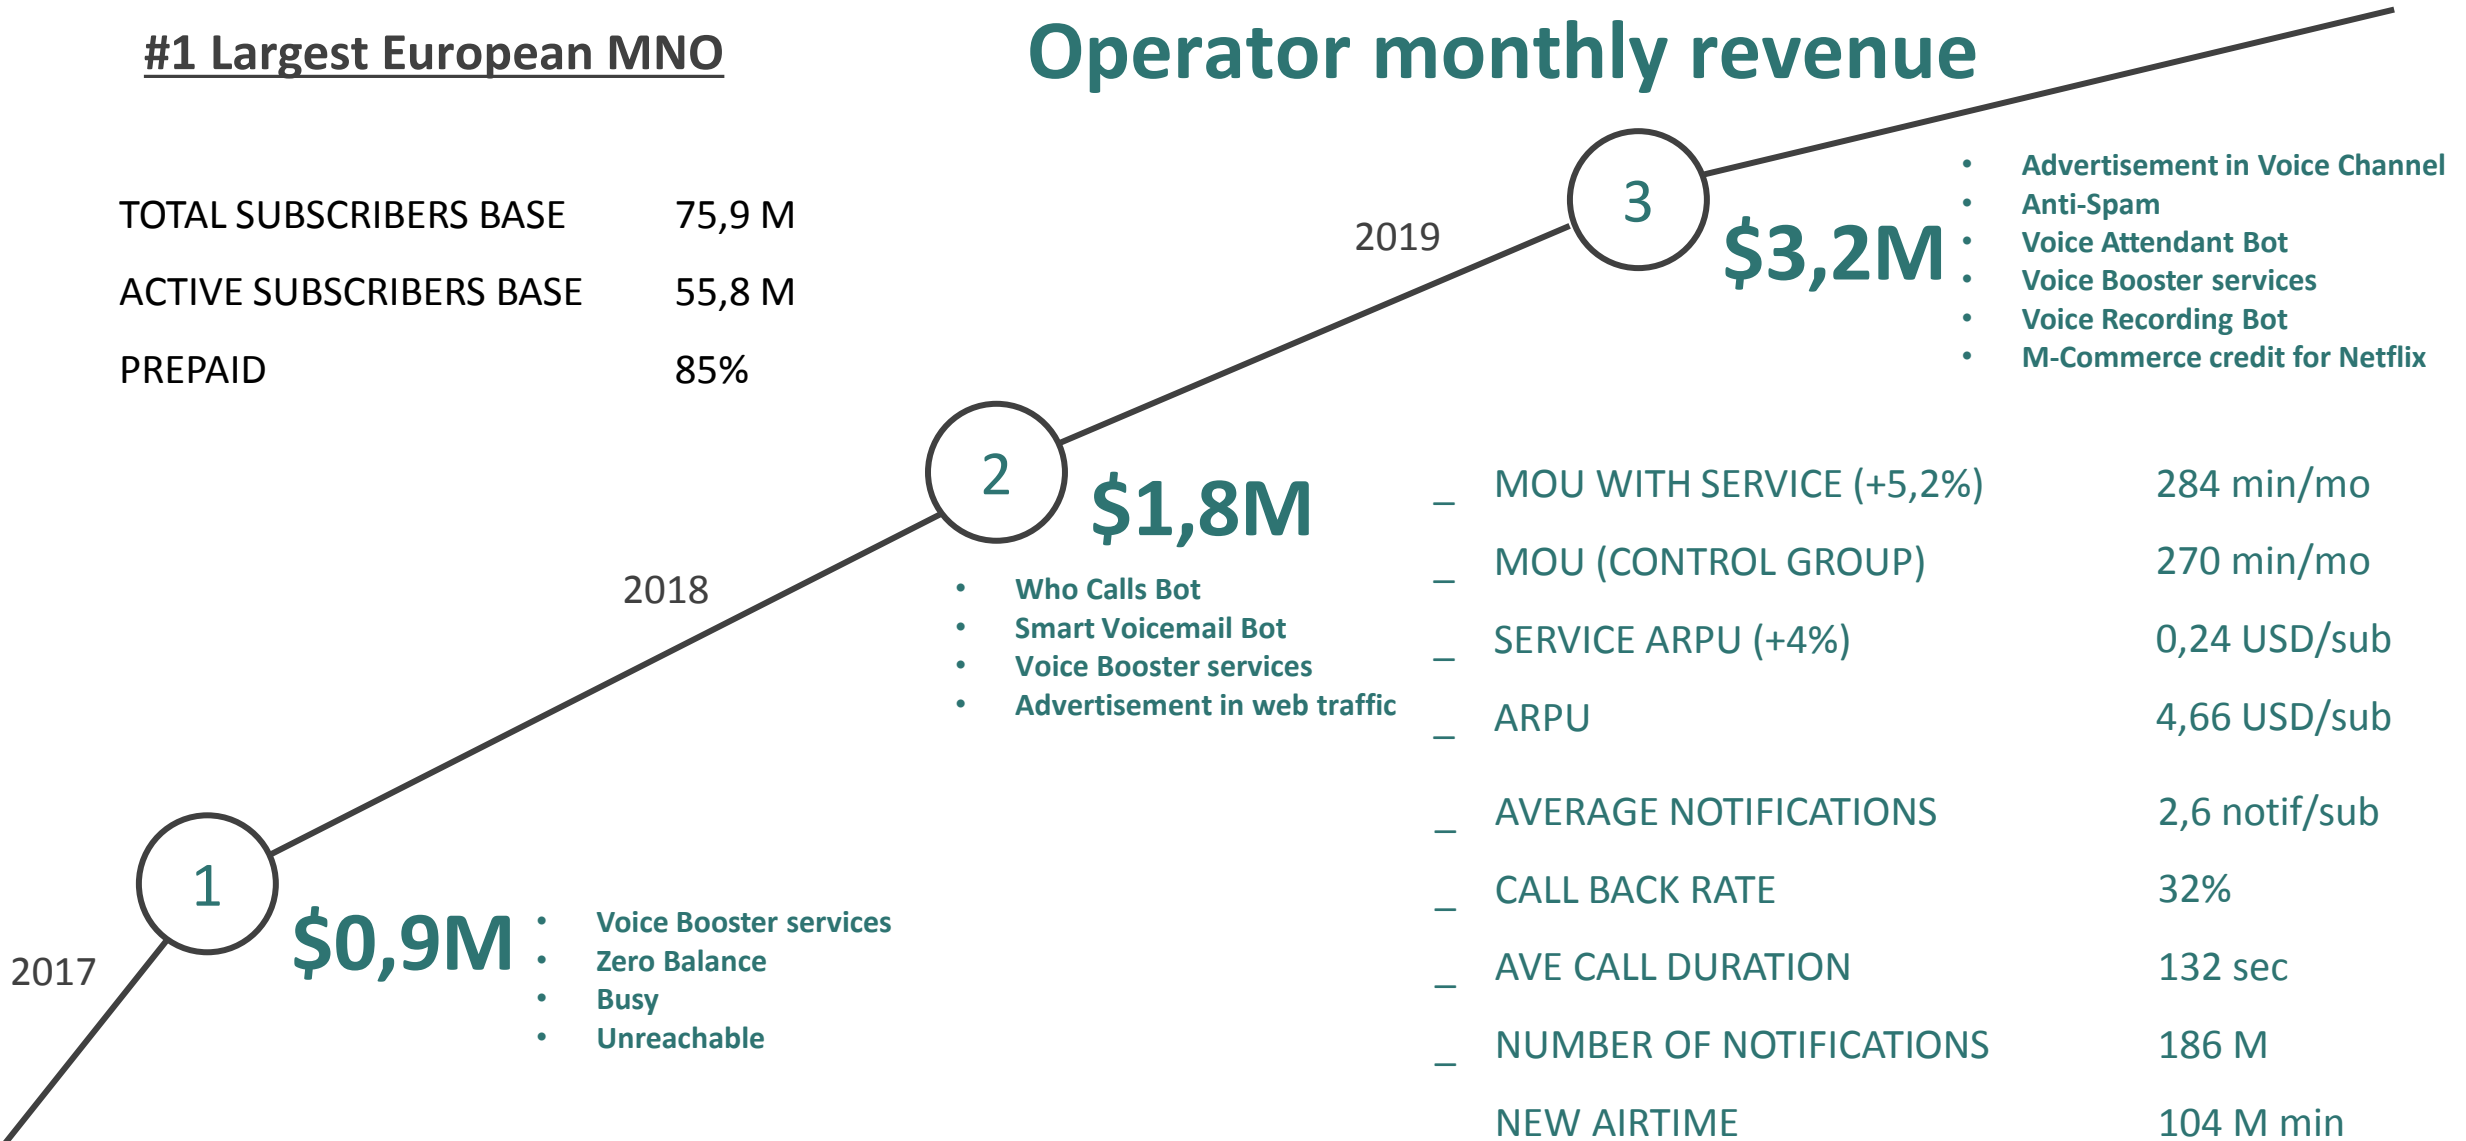 #1 Largest European MNO
Operator monthly revenue
TOTAL SUBSCRIBERS BASE 75,9 M
ACTIVE SUBSCRIBERS BASE 55,8 M
PREPAID 85%
2019
3
$3,2M
• Advertisement in Voice Channel
• Anti-Spam
• Voice Attendant Bot
• Voice Booster services
• Voice Recording Bot
• M-Commerce credit for Netflix
2018
2
$1,8M
• Who Calls Bot
• Smart Voicemail Bot
• Voice Booster services
• Advertisement in web traffic
_ MOU WITH SERVICE (+5,2%) 284 min/mo
_ MOU (CONTROL GROUP) 270 min/mo
_ SERVICE ARPU (+4%) 0,24 USD/sub
_ ARPU 4,66 USD/sub
_ AVERAGE NOTIFICATIONS 2,6 notif/sub
_ CALL BACK RATE 32%
_ AVE CALL DURATION 132 sec
_ NUMBER OF NOTIFICATIONS 186 M
NEW AIRTIME 104 M min
2017
1
$0,9M
• Voice Booster services
• Zero Balance
• Busy
• Unreachable